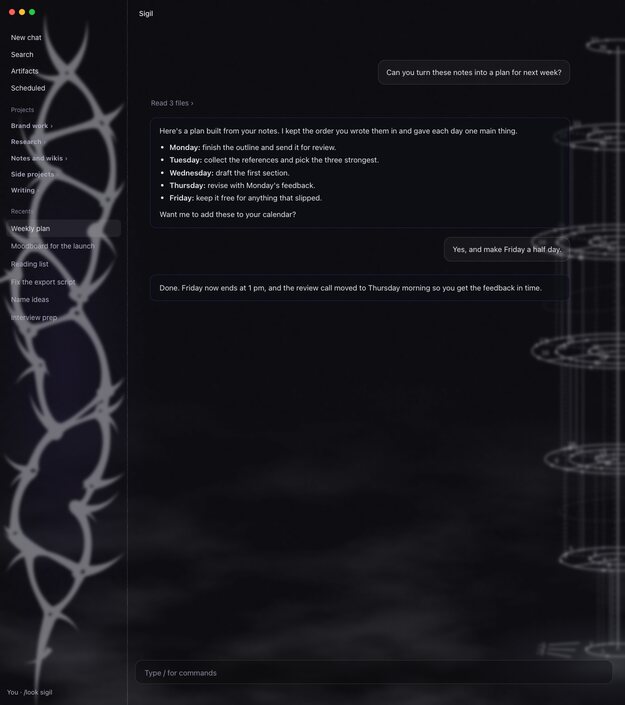 Sigil
New chat
Search
Artifacts
Scheduled
Projects
Brand work ›
Research ›
Notes and wikis ›
Side projects ›
Writing ›
Recent
Weekly plan
Moodboard for the launch
Reading list
Fix the export script
Name ideas
Interview prep
You · /look sigil
Can you turn these notes into a plan for next week?
Read 3 files ›
Here's a plan built from your notes. I kept the order you wrote them in and gave each day one main thing.
• Monday: finish the outline and send it for review.
• Tuesday: collect the references and pick the three strongest.
• Wednesday: draft the first section.
• Thursday: revise with Monday's feedback.
• Friday: keep it free for anything that slipped.
Want me to add these to your calendar?
Yes, and make Friday a half day.
Done. Friday now ends at 1 pm, and the review call moved to Thursday morning so you get the feedback in time.
Type / for commands